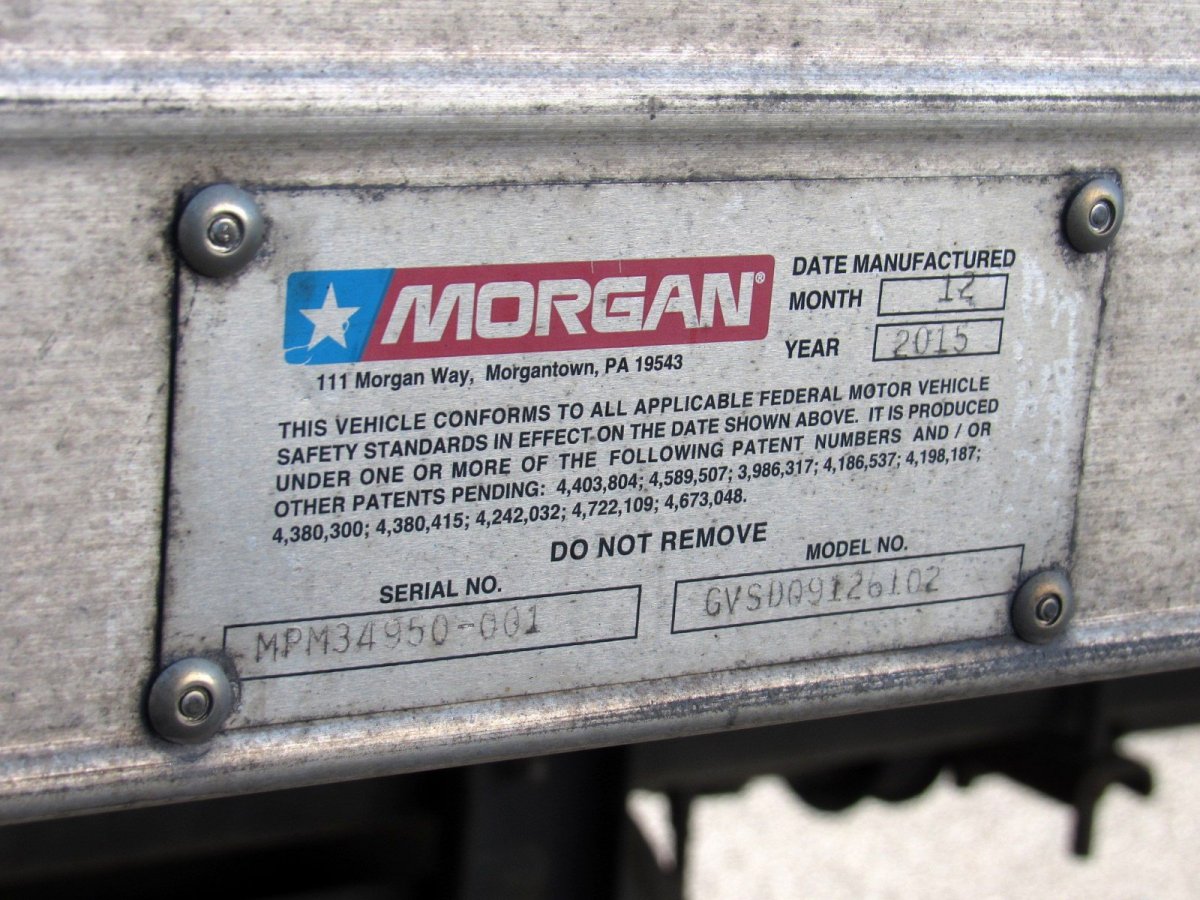 MORGAN®
111 Morgan Way, Morgantown, PA 19543
DATE MANUFACTURED
MONTH 12
YEAR 2015
THIS VEHICLE CONFORMS TO ALL APPLICABLE FEDERAL MOTOR VEHICLE
SAFETY STANDARDS IN EFFECT ON THE DATE SHOWN ABOVE. IT IS PRODUCED
UNDER ONE OR MORE OF THE FOLLOWING PATENT NUMBERS AND / OR
OTHER PATENTS PENDING: 4,403,804; 4,589,507; 3,986,317; 4,186,537; 4,198,187;
4,380,300; 4,380,415; 4,242,032; 4,722,109; 4,673,048.
DO NOT REMOVE
SERIAL NO.
MPM34950-001
MODEL NO.
GVSD09126102